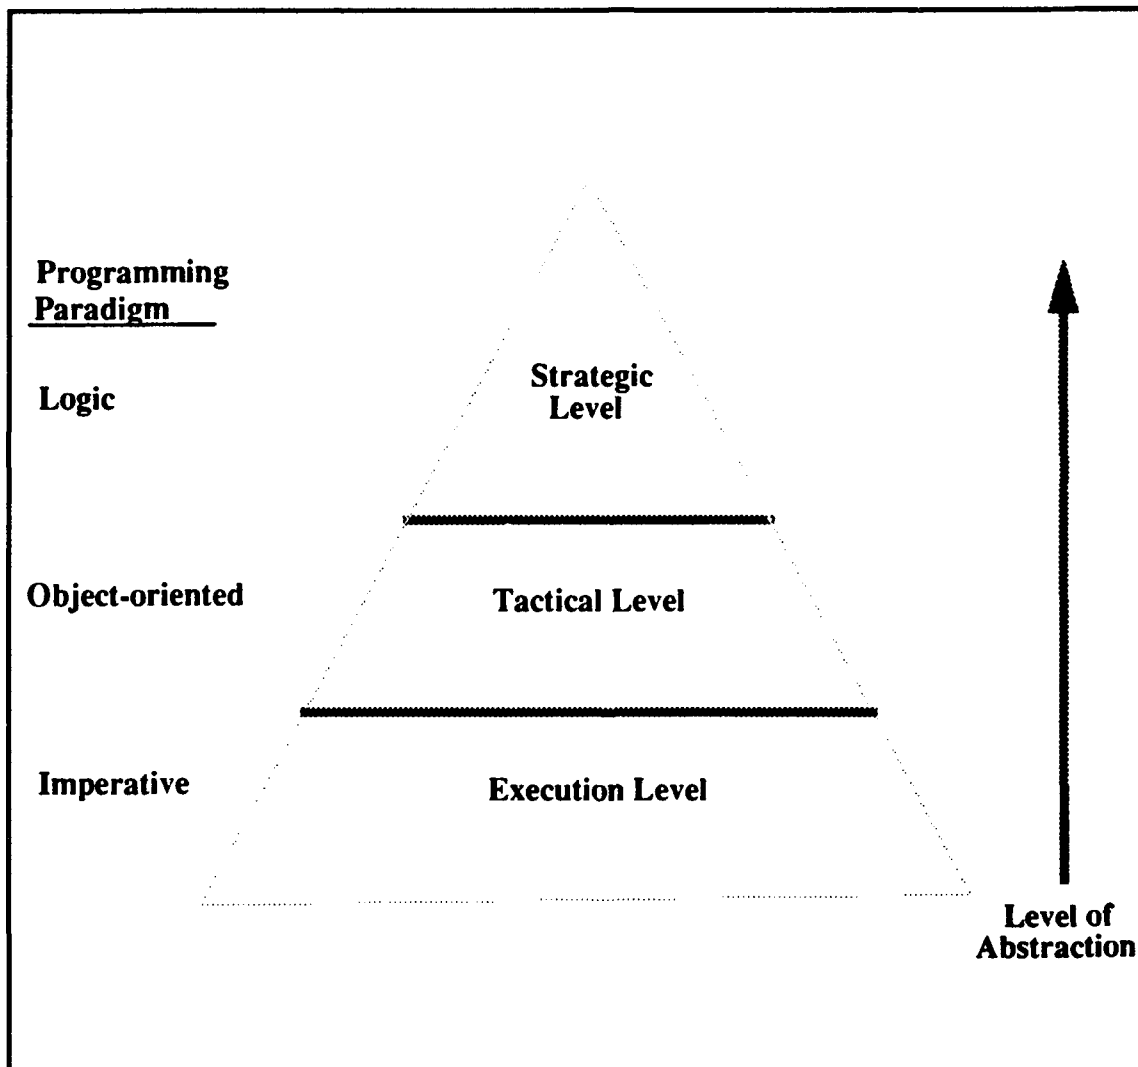 Programming
Paradigm
Logic
Strategic
Level
Object-oriented
Tactical Level
Imperative
Execution Level
Level of
Abstraction